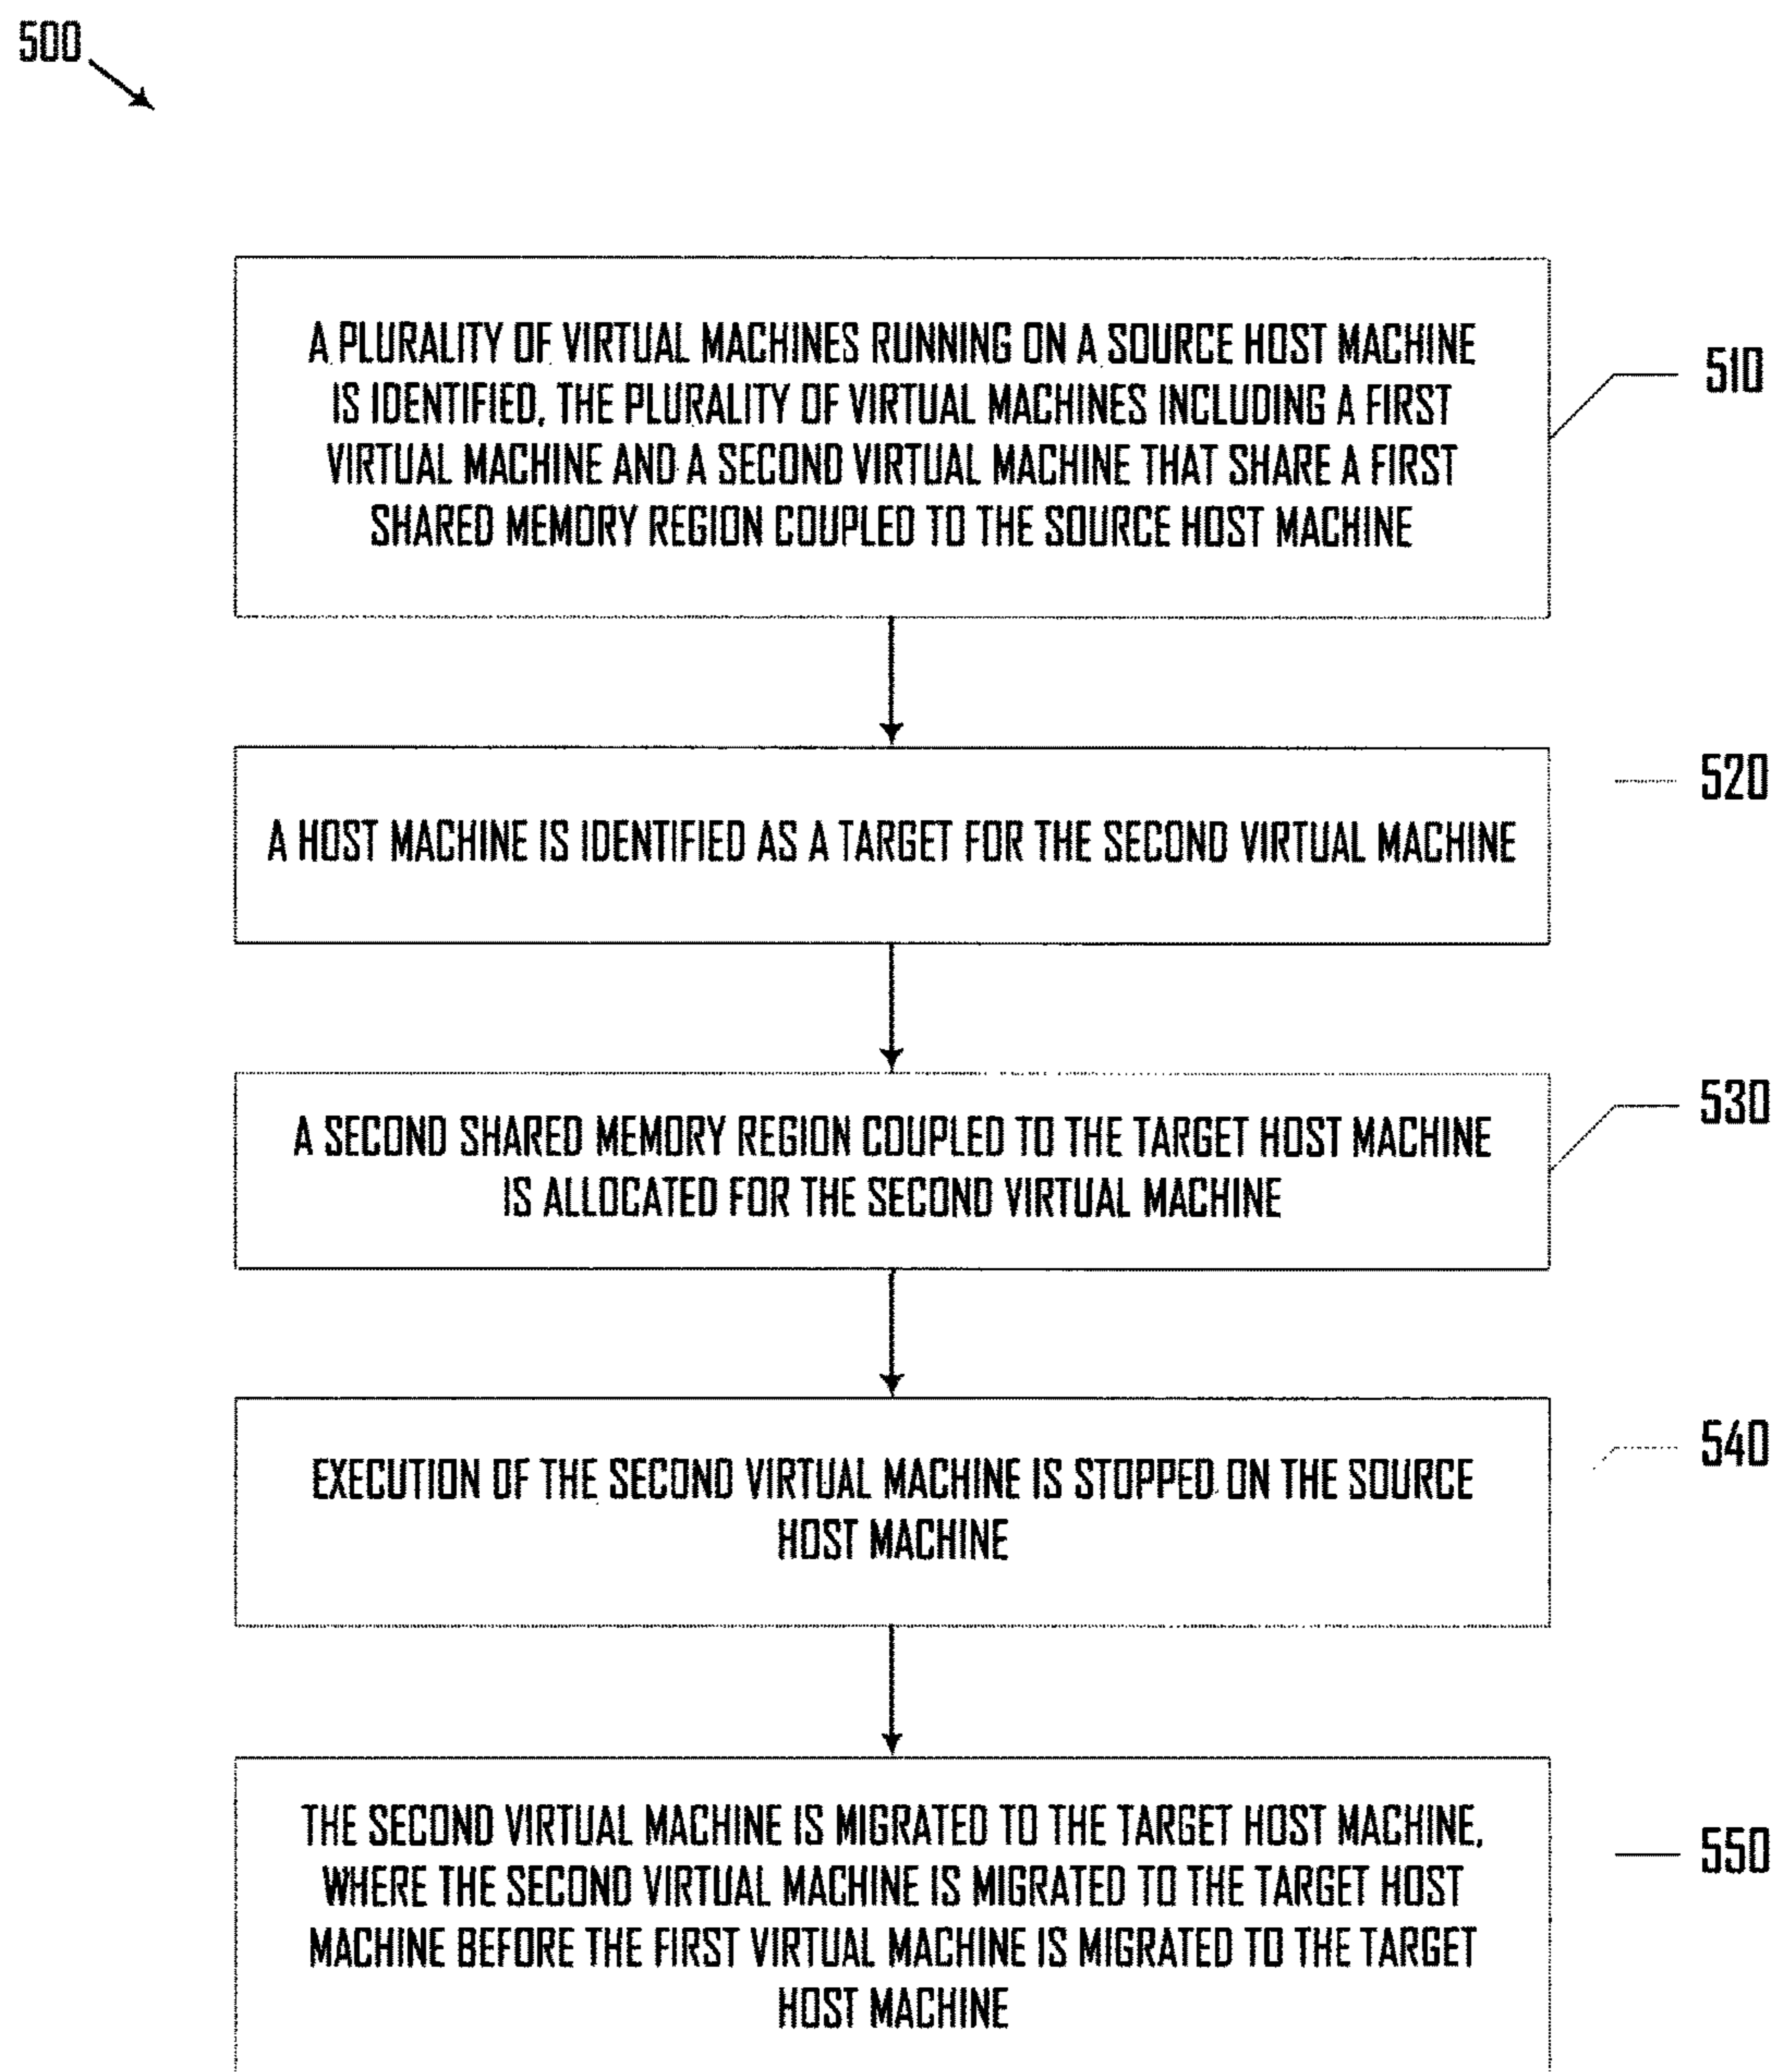 500
A PLURALITY OF VIRTUAL MACHINES RUNNING ON A SOURCE HOST MACHINE
IS IDENTIFIED, THE PLURALITY OF VIRTUAL MACHINES INCLUDING A FIRST
VIRTUAL MACHINE AND A SECOND VIRTUAL MACHINE THAT SHARE A FIRST
SHARED MEMORY REGION COUPLED TO THE SOURCE HOST MACHINE
510
A HOST MACHINE IS IDENTIFIED AS A TARGET FOR THE SECOND VIRTUAL MACHINE
520
A SECOND SHARED MEMORY REGION COUPLED TO THE TARGET HOST MACHINE
IS ALLOCATED FOR THE SECOND VIRTUAL MACHINE
530
EXECUTION OF THE SECOND VIRTUAL MACHINE IS STOPPED ON THE SOURCE
HOST MACHINE
540
THE SECOND VIRTUAL MACHINE IS MIGRATED TO THE TARGET HOST MACHINE,
WHERE THE SECOND VIRTUAL MACHINE IS MIGRATED TO THE TARGET HOST
MACHINE BEFORE THE FIRST VIRTUAL MACHINE IS MIGRATED TO THE TARGET
HOST MACHINE
550